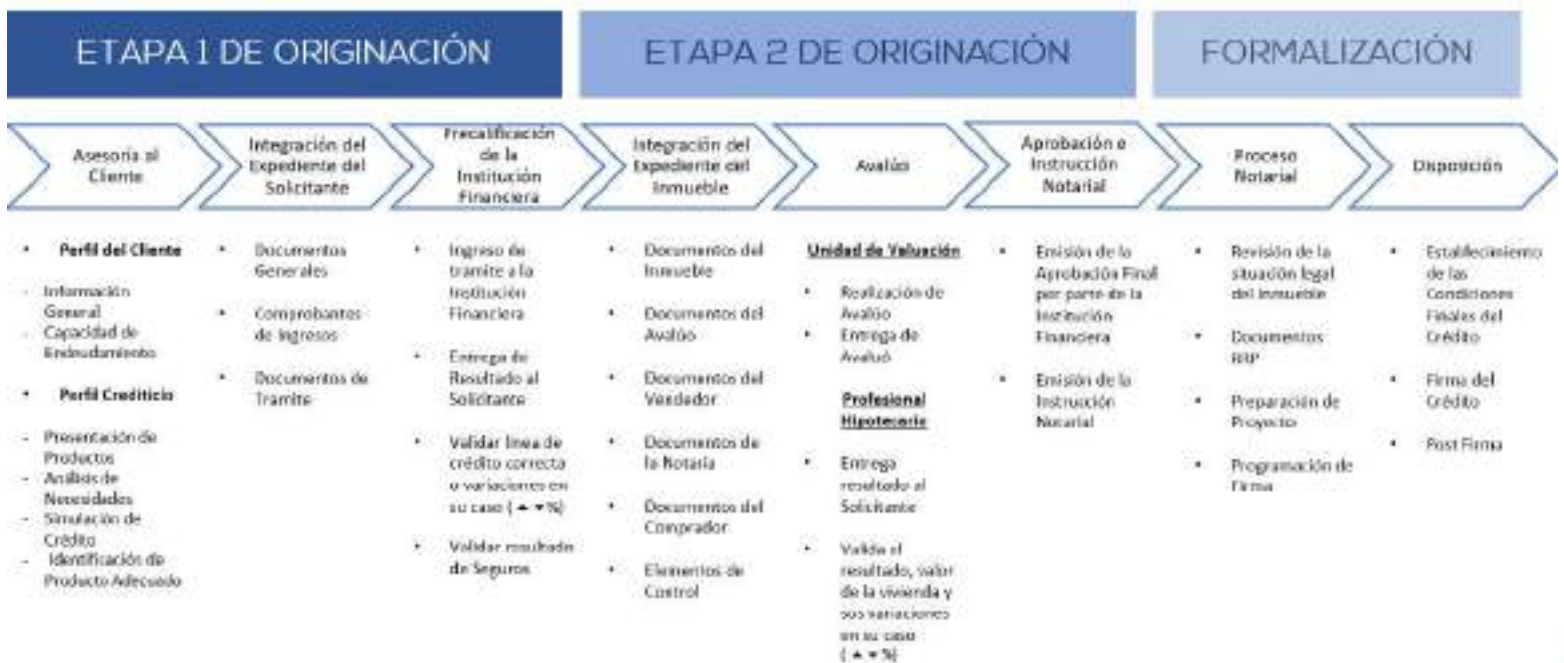 ETAPA 1 DE ORIGINACIÓN
ETAPA 2 DE ORIGINACIÓN
FORMALIZACIÓN
Asesoría al
Cliente
Integración del
Expediente del
Solicitante
Precalificación
de la
Institución
Financiera
Integración del
Expediente del
Inmueble
Avalúo
Aprobación e
Instrucción
Notarial
Proceso
Notarial
Disposición
• Perfil del Cliente
- Información
General
- Capacidad de
Endeudamiento
• Perfil Crediticio
- Presentación de
Productos
- Análisis de
Necesidades
- Simulación de
Crédito
- Identificación de
Producto Adecuado
• Documentos
Generales
• Comprobantes
de Ingresos
• Documentos de
Tramite
• Ingreso de
tramite a la
Institución
Financiera
• Entrega de
Resultado al
Solicitante
• Validar linea de
crédito correcta
o variaciones en
su caso ( ▲ ▼%)
• Validar resultado
de Seguros
• Documentos del
Inmueble
• Documentos del
Avalúo
• Documentos del
Vendedor
• Documentos de
la Notaría
• Documentos del
Comprador
• Elementos de
Control
Unidad de Valuación
• Realización de
Avalúo
• Entrega de
Avaluó
Profesional
Hipotecario
• Entrega
resultado al
Solicitante
• Valida el
resultado, valor
de la vivienda y
sus variaciones
en su caso
( ▲ ▼%)
• Emisión de la
Aprobación Final
por parte de la
Institución
Financiera
• Emisión de la
Instrucción
Notarial
• Revisión de la
situación legal
del inmueble
• Documentos
RPP
• Preparación de
Proyecto
• Programación de
Firma
• Establecimiento
de las
Condiciones
Finales del
Crédito
• Firma del
Crédito
• Post Firma